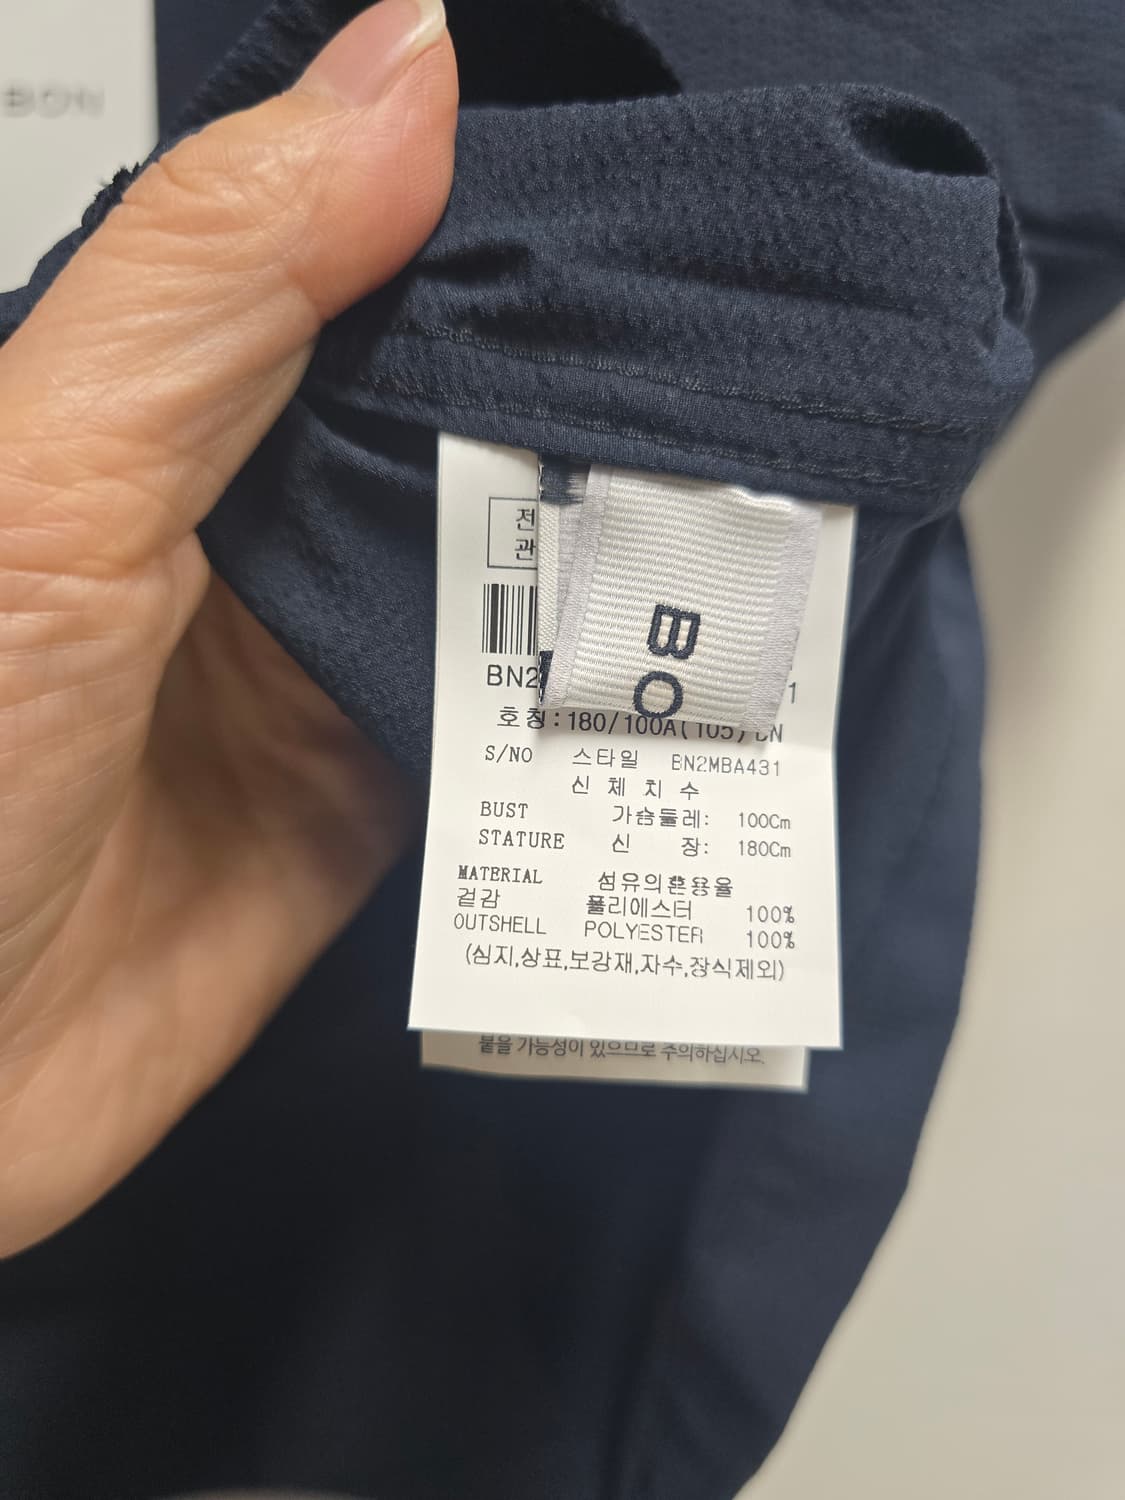 BON
전
관
BO
BN2 1
호칭:180/100A(105) BN
S/NO 스타일 BN2MBA431
신 체 치 수
BUST 가슴둘레: 100Cm
STATURE 신 장: 180Cm
MATERIAL 섬유의혼용율
겉감 폴리에스터 100%
OUTSHELL POLYESTER 100%
(심지,상표,보강재,자수,장식제외)
붙을 가능성이 있으므로 주의하십시오.